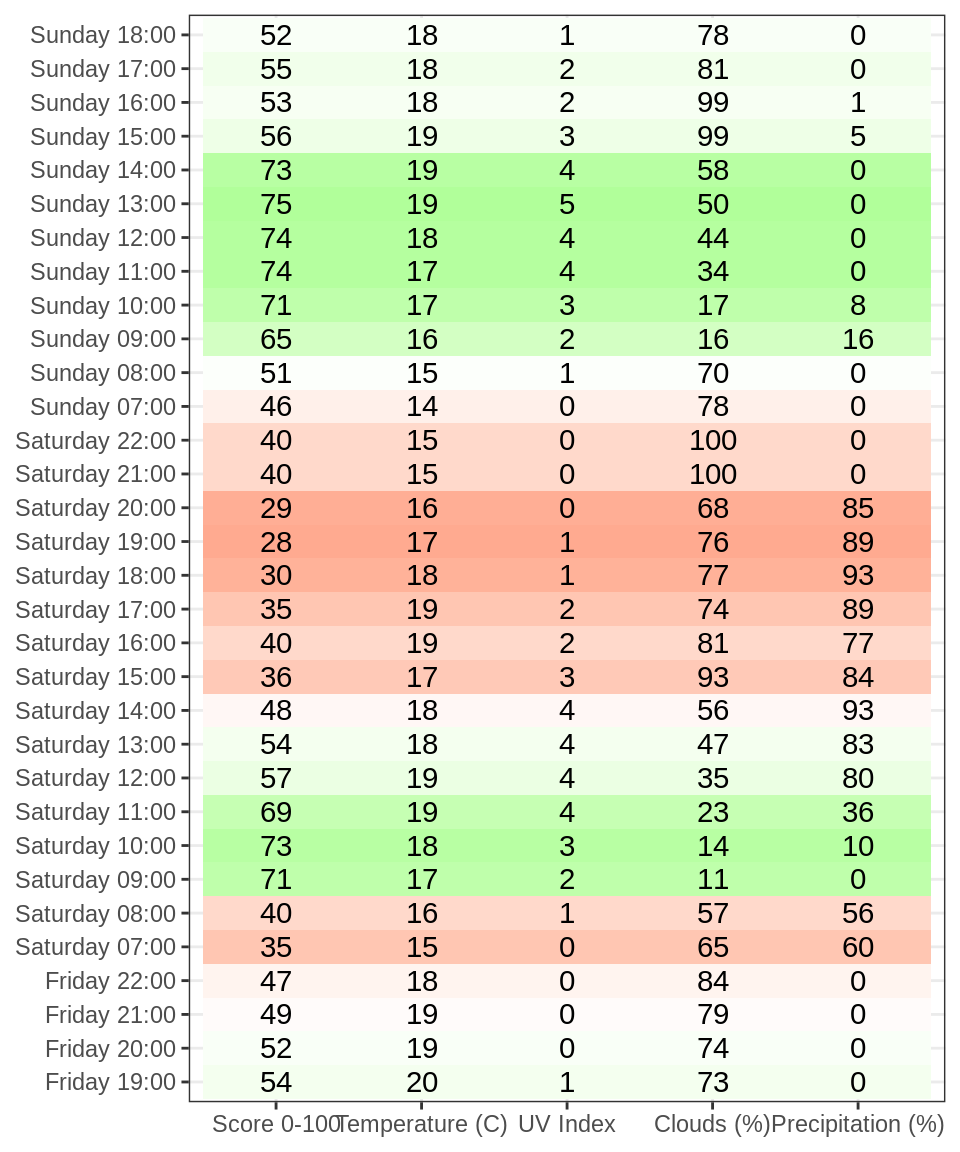 Sunday 18:00 52 18 1 78 0
Sunday 17:00 55 18 2 81 0
Sunday 16:00 53 18 2 99 1
Sunday 15:00 56 19 3 99 5
Sunday 14:00 73 19 4 58 0
Sunday 13:00 75 19 5 50 0
Sunday 12:00 74 18 4 44 0
Sunday 11:00 74 17 4 34 0
Sunday 10:00 71 17 3 17 8
Sunday 09:00 65 16 2 16 16
Sunday 08:00 51 15 1 70 0
Sunday 07:00 46 14 0 78 0
Saturday 22:00 40 15 0 100 0
Saturday 21:00 40 15 0 100 0
Saturday 20:00 29 16 0 68 85
Saturday 19:00 28 17 1 76 89
Saturday 18:00 30 18 1 77 93
Saturday 17:00 35 19 2 74 89
Saturday 16:00 40 19 2 81 77
Saturday 15:00 36 17 3 93 84
Saturday 14:00 48 18 4 56 93
Saturday 13:00 54 18 4 47 83
Saturday 12:00 57 19 4 35 80
Saturday 11:00 69 19 4 23 36
Saturday 10:00 73 18 3 14 10
Saturday 09:00 71 17 2 11 0
Saturday 08:00 40 16 1 57 56
Saturday 07:00 35 15 0 65 60
Friday 22:00 47 18 0 84 0
Friday 21:00 49 19 0 79 0
Friday 20:00 52 19 0 74 0
Friday 19:00 54 20 1 73 0
Score 0-100 Temperature (C) UV Index Clouds (%) Precipitation (%)